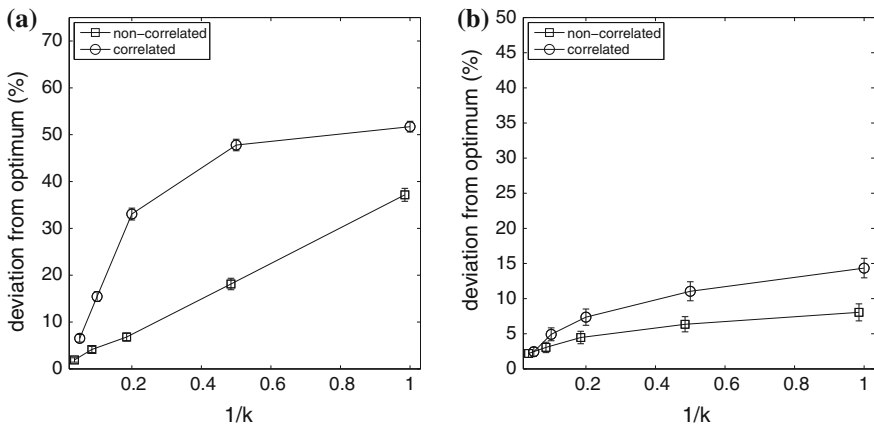 (a)
non-correlated
correlated
deviation from optimum (%)
70
60
50
40
30
20
10
0
0.2
0.4
0.6
0.8
1
1/k
(b)
non-correlated
correlated
deviation from optimum (%)
50
45
40
35
30
25
20
15
10
5
0
0.2
0.4
0.6
0.8
1
1/k